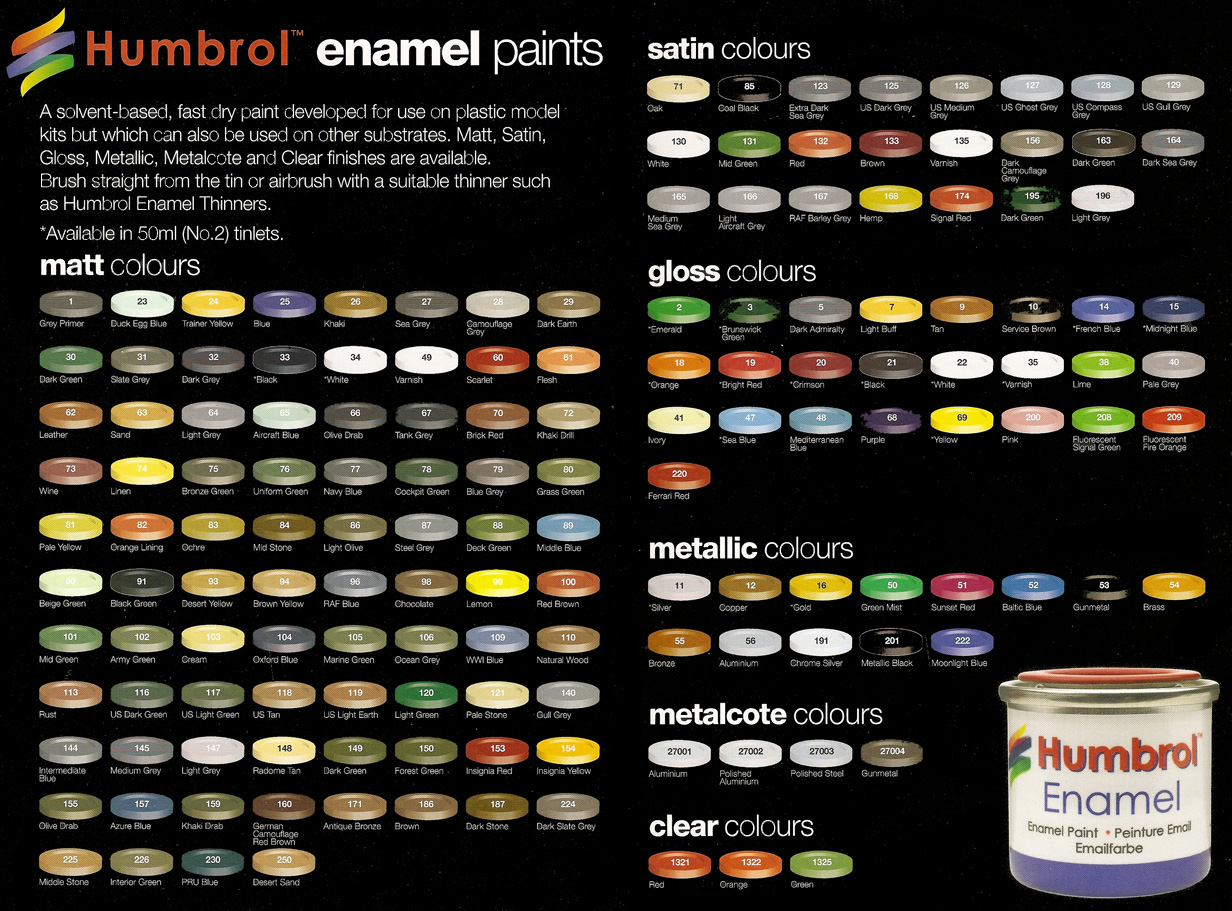 Humbrol™ enamel paints
A solvent-based, fast dry paint developed for use on plastic model
kits but which can also be used on other substrates. Matt, Satin,
Gloss, Metallic, Metalcote and Clear finishes are available.
Brush straight from the tin or airbrush with a suitable thinner such
as Humbrol Enamel Thinners.
*Available in 50ml (No.2) tinlets.
matt colours
1 23 24 25 26 27 28 29
Grey Primer Duck Egg Blue Trainer Yellow Blue Khaki Sea Grey Camouflage Dark Earth
Grey
30 31 32 33 34 49 60 61
Dark Green Slate Grey Dark Grey *Black *White Varnish Scarlet Flesh
62 63 64 65 66 67 70 72
Leather Sand Light Grey Aircraft Blue Olive Drab Tank Grey Brick Red Khaki Drill
73 74 75 76 77 78 79 80
Wine Linen Bronze Green Uniform Green Navy Blue Cockpit Green Blue Grey Grass Green
81 82 83 84 86 87 88 89
Pale Yellow Orange Lining Ochre Mid Stone Light Olive Steel Grey Deck Green Middle Blue
90 91 93 94 96 98 99 100
Beige Green Black Green Desert Yellow Brown Yellow RAF Blue Chocolate Lemon Red Brown
101 102 103 104 105 106 109 110
Mid Green Army Green Cream Oxford Blue Marine Green Ocean Grey WWI Blue Natural Wood
113 116 117 118 119 120 121 140
Rust US Dark Green US Light Green US Tan US Light Earth Light Green Pale Stone Gull Grey
144 145 147 148 149 150 153 154
Intermediate Medium Grey Light Grey Radome Tan Dark Green Forest Green Insignia Red Insignia Yellow
Blue
155 157 159 160 171 186 187 224
Olive Drab Azure Blue Khaki Drab German Antique Bronze Brown Dark Stone Dark Slate Grey
Camouflage
Red Brown
225 226 230 250
Middle Stone Interior Green PRU Blue Desert Sand
satin colours
71 85 123 125 126 127 128 129
Oak Coal Black Extra Dark US Dark Grey US Medium US Ghost Grey US Compass US Gull Grey
Sea Grey Grey Grey
130 131 132 133 135 156 163 164
White Mid Green Red Brown Varnish Dark Dark Green Dark Sea Grey
Camouflage
Grey
165 166 167 168 174 195 196
Medium Light RAF Barley Grey Hemp Signal Red Dark Green Light Grey
Sea Grey Aircraft Grey
gloss colours
2 3 5 7 9 10 14 15
*Emerald *Brunswick Dark Admiralty Light Buff Tan Service Brown *French Blue *Midnight Blue
Green
18 19 20 21 22 35 38 40
*Orange *Bright Red *Crimson *Black *White *Varnish Lime Pale Grey
41 47 48 68 69 200 208 209
Ivory *Sea Blue Mediterranean Purple *Yellow Pink Fluorescent Fluorescent
Blue Signal Green Fire Orange
220
Ferrari Red
metallic colours
11 12 16 50 51 52 53 54
*Silver Copper *Gold Green Mist Sunset Red Baltic Blue Gunmetal Brass
55 56 191 201 222
Bronze Aluminium Chrome Silver Metallic Black Moonlight Blue
metalcote colours
27001 27002 27003 27004
Aluminium Polished Polished Steel Gunmetal
Aluminium
clear colours
1321 1322 1325
Red Orange Green
Humbrol™
Enamel
Enamel Paint • Peinture Email
Emailfarbe